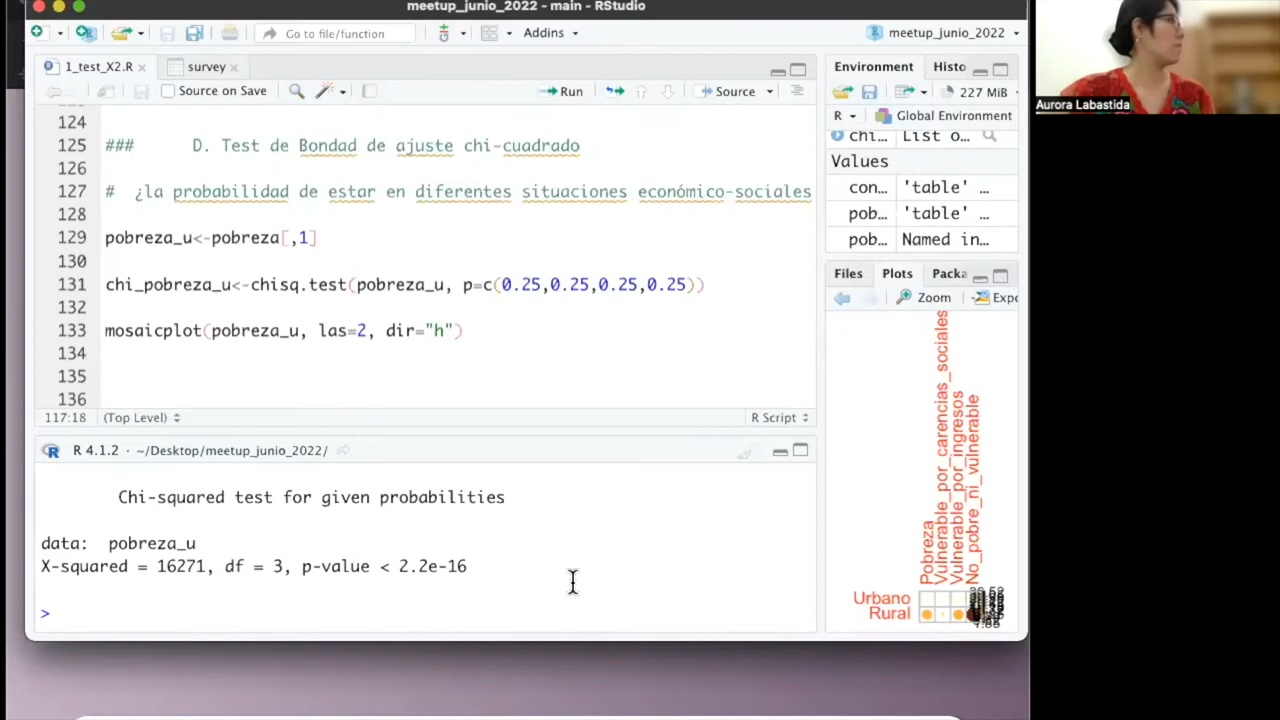 meetup_junio_2022 - main - RStudio
Go to file/function
Addins
meetup_junio_2022
1_test_X2.R
survey
Source on Save
Run
Source
124
125 ### D. Test de Bondad de ajuste chi-cuadrado
126
127 # ¿la probabilidad de estar en diferentes situaciones económico-sociales
128
129 pobreza_u<-pobreza[,1]
130
131 chi_pobreza_u<-chisq.test(pobreza_u, p=c(0.25,0.25,0.25,0.25))
132
133 mosaicplot(pobreza_u, las=2, dir="h")
134
135
136
117:18 (Top Level) R Script
R 4.1.2 · ~/Desktop/meetup_junio_2022/
Chi-squared test for given probabilities
data: pobreza_u
X-squared = 16271, df = 3, p-value < 2.2e-16
>
Environment Histo
227 MiB
R Global Environment
chi… List o…
Values
con… 'table' …
pob… 'table' …
pob… Named in…
Files Plots Packa
Zoom Expo
Pobreza
Vulnerable_por_carencias_sociales
Vulnerable_por_ingresos
No_pobre_ni_vulnerable
Urbano
Rural
Aurora Labastida